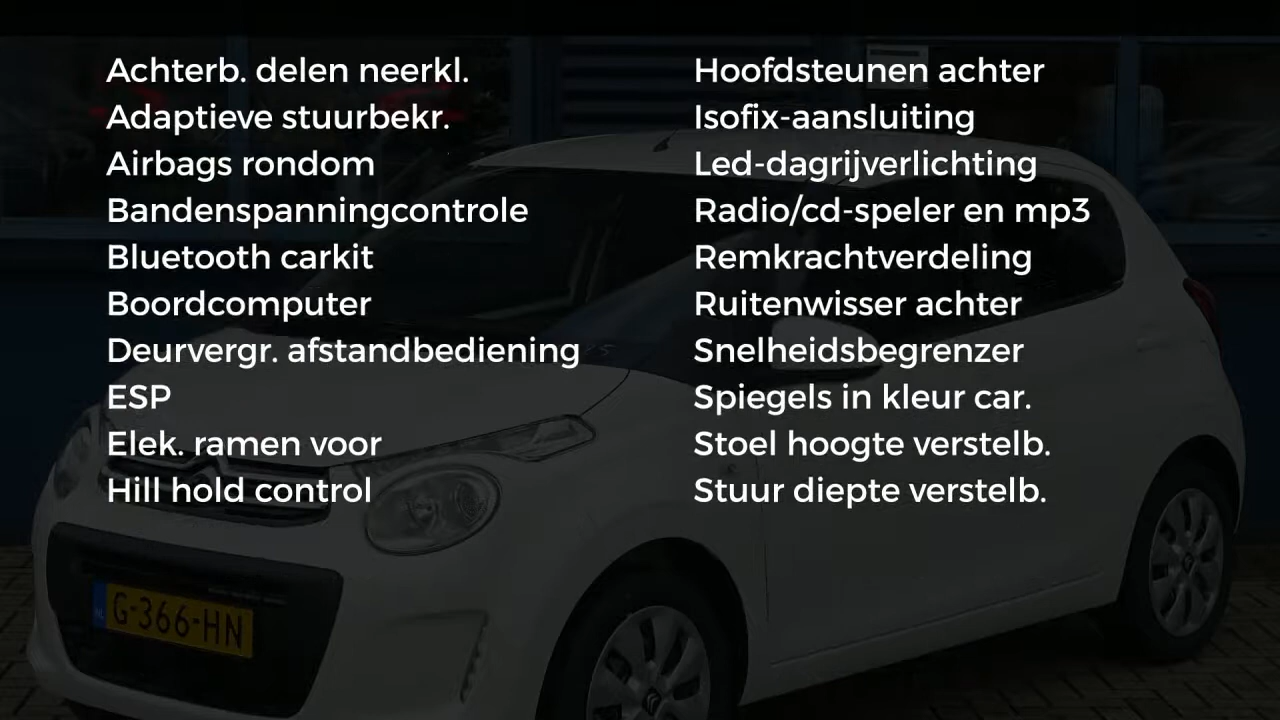 Achterb. delen neerkl.
Adaptieve stuurbekr.
Airbags rondom
Bandenspanningcontrole
Bluetooth carkit
Boordcomputer
Deurvergr. afstandbediening
ESP
Elek. ramen voor
Hill hold control
Hoofdsteunen achter
Isofix-aansluiting
Led-dagrijverlichting
Radio/cd-speler en mp3
Remkrachtverdeling
Ruitenwisser achter
Snelheidsbegrenzer
Spiegels in kleur car.
Stoel hoogte verstelb.
Stuur diepte verstelb.
NL
G-366-HN